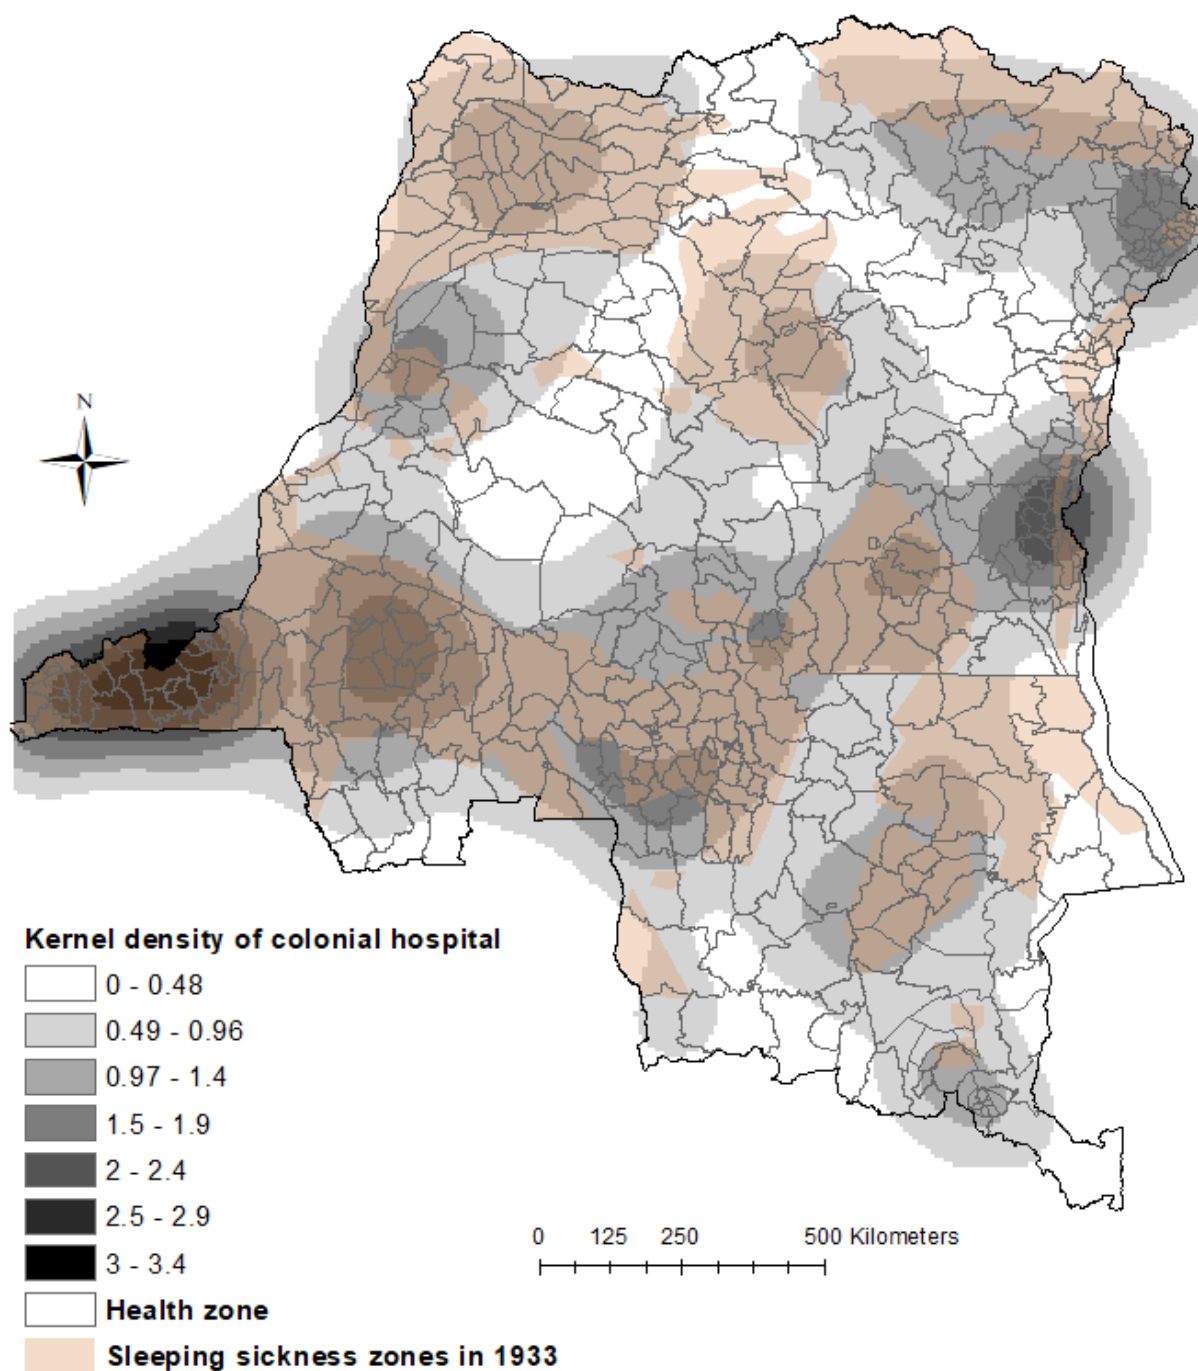 N
Kernel density of colonial hospital
0 - 0.48
0.49 - 0.96
0.97 - 1.4
1.5 - 1.9
2 - 2.4
2.5 - 2.9
3 - 3.4
Health zone
Sleeping sickness zones in 1933
0 125 250 500 Kilometers